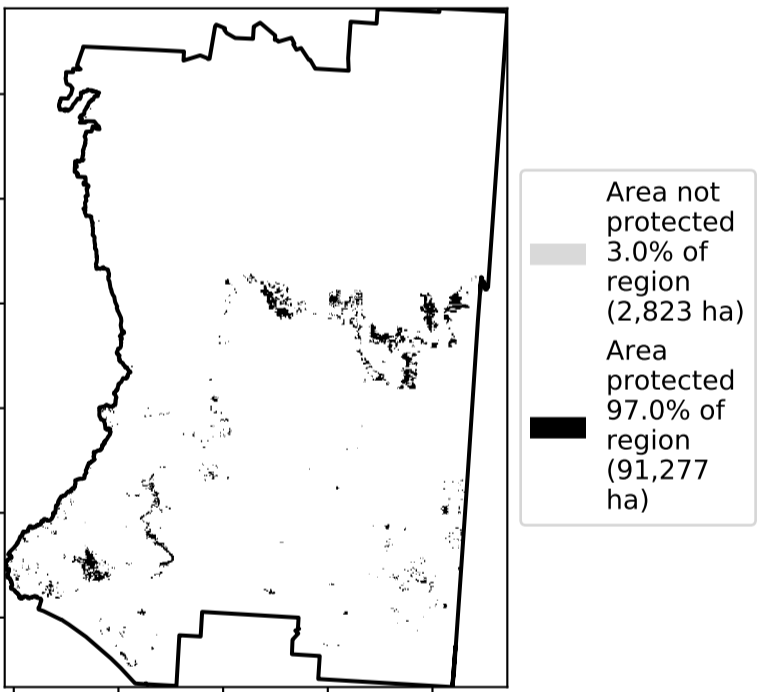 Area not
protected
3.0% of
region
(2,823 ha)
Area
protected
97.0% of
region
(91,277
ha)